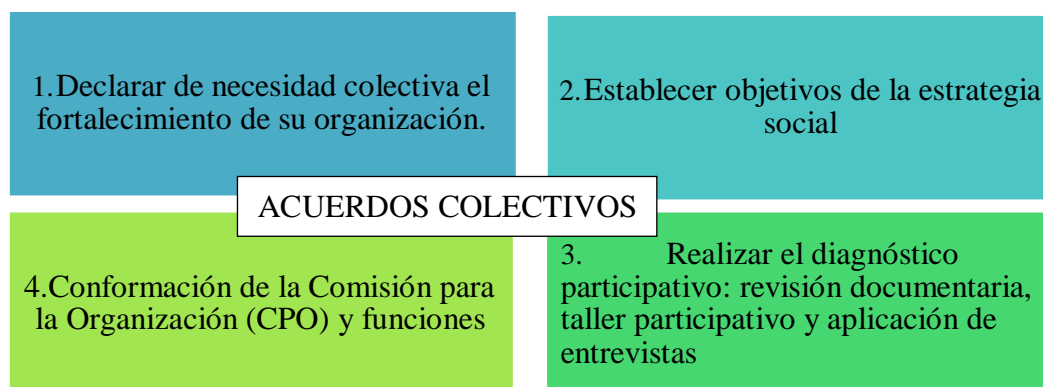 1.Declarar de necesidad colectiva el
fortalecimiento de su organización.
2.Establecer objetivos de la estrategia
social
ACUERDOS COLECTIVOS
3. Realizar el diagnóstico
participativo: revisión documentaria,
taller participativo y aplicación de
entrevistas
4.Conformación de la Comisión para
la Organización (CPO) y funciones